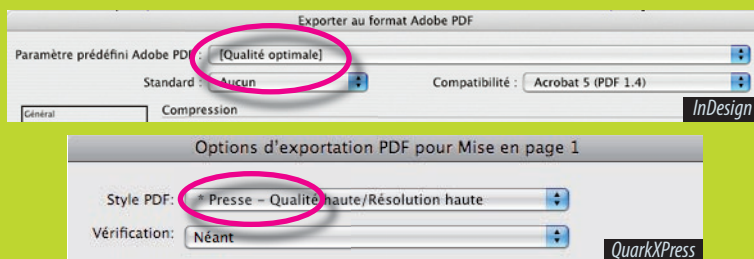 Exporter au format Adobe PDF
Paramètre prédéfini Adobe PDF : [Qualité optimale]
Standard : Aucun Compatibilité : Acrobat 5 (PDF 1.4)
Général Compression
InDesign
Options d'exportation PDF pour Mise en page 1
Style PDF: * Presse – Qualité haute/Résolution haute
Vérification: Néant
QuarkXPress